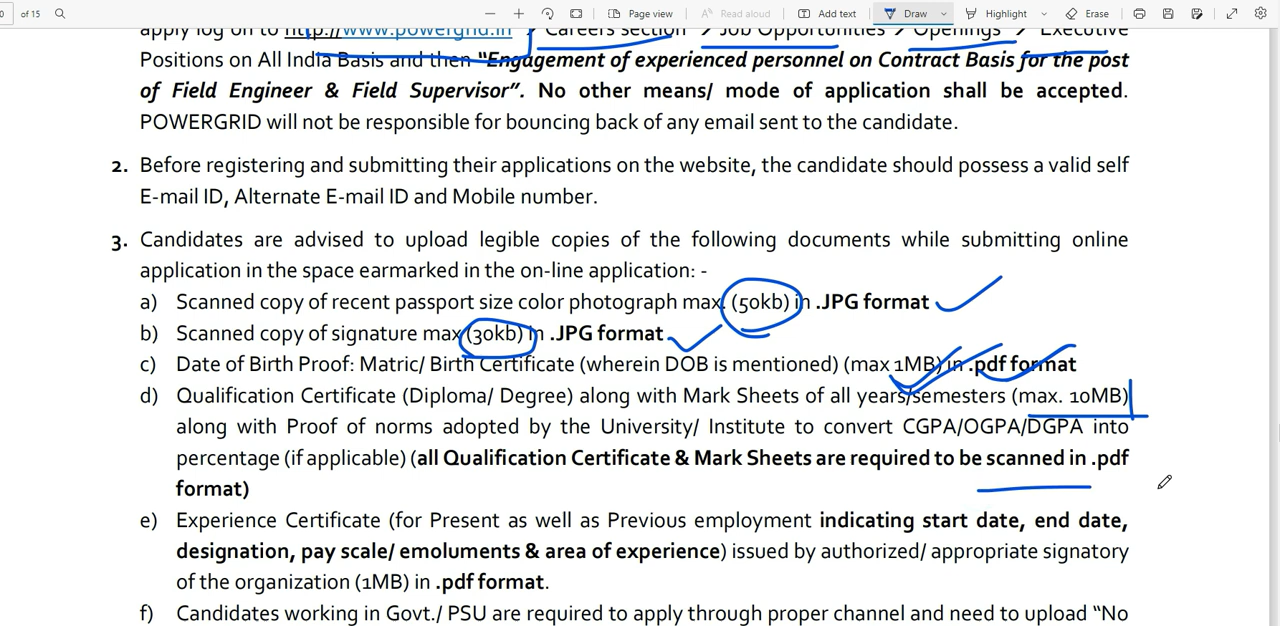 0 of 15 Page view Read aloud Add text Draw Highlight Erase
apply log on to http://www.powergrid.in > Careers section > Job Opportunities > Openings > Executive
Positions on All India Basis and then “Engagement of experienced personnel on Contract Basis for the post
of Field Engineer & Field Supervisor”. No other means/ mode of application shall be accepted.
POWERGRID will not be responsible for bouncing back of any email sent to the candidate.
2. Before registering and submitting their applications on the website, the candidate should possess a valid self
E-mail ID, Alternate E-mail ID and Mobile number.
3. Candidates are advised to upload legible copies of the following documents while submitting online
application in the space earmarked in the on-line application: -
a) Scanned copy of recent passport size color photograph max. (50kb) in .JPG format
b) Scanned copy of signature max (30kb) in .JPG format
c) Date of Birth Proof: Matric/ Birth Certificate (wherein DOB is mentioned) (max 1MB) in .pdf format
d) Qualification Certificate (Diploma/ Degree) along with Mark Sheets of all years/semesters (max. 10MB)
along with Proof of norms adopted by the University/ Institute to convert CGPA/OGPA/DGPA into
percentage (if applicable) (all Qualification Certificate & Mark Sheets are required to be scanned in .pdf
format)
e) Experience Certificate (for Present as well as Previous employment indicating start date, end date,
designation, pay scale/ emoluments & area of experience) issued by authorized/ appropriate signatory
of the organization (1MB) in .pdf format.
f) Candidates working in Govt./ PSU are required to apply through proper channel and need to upload “No